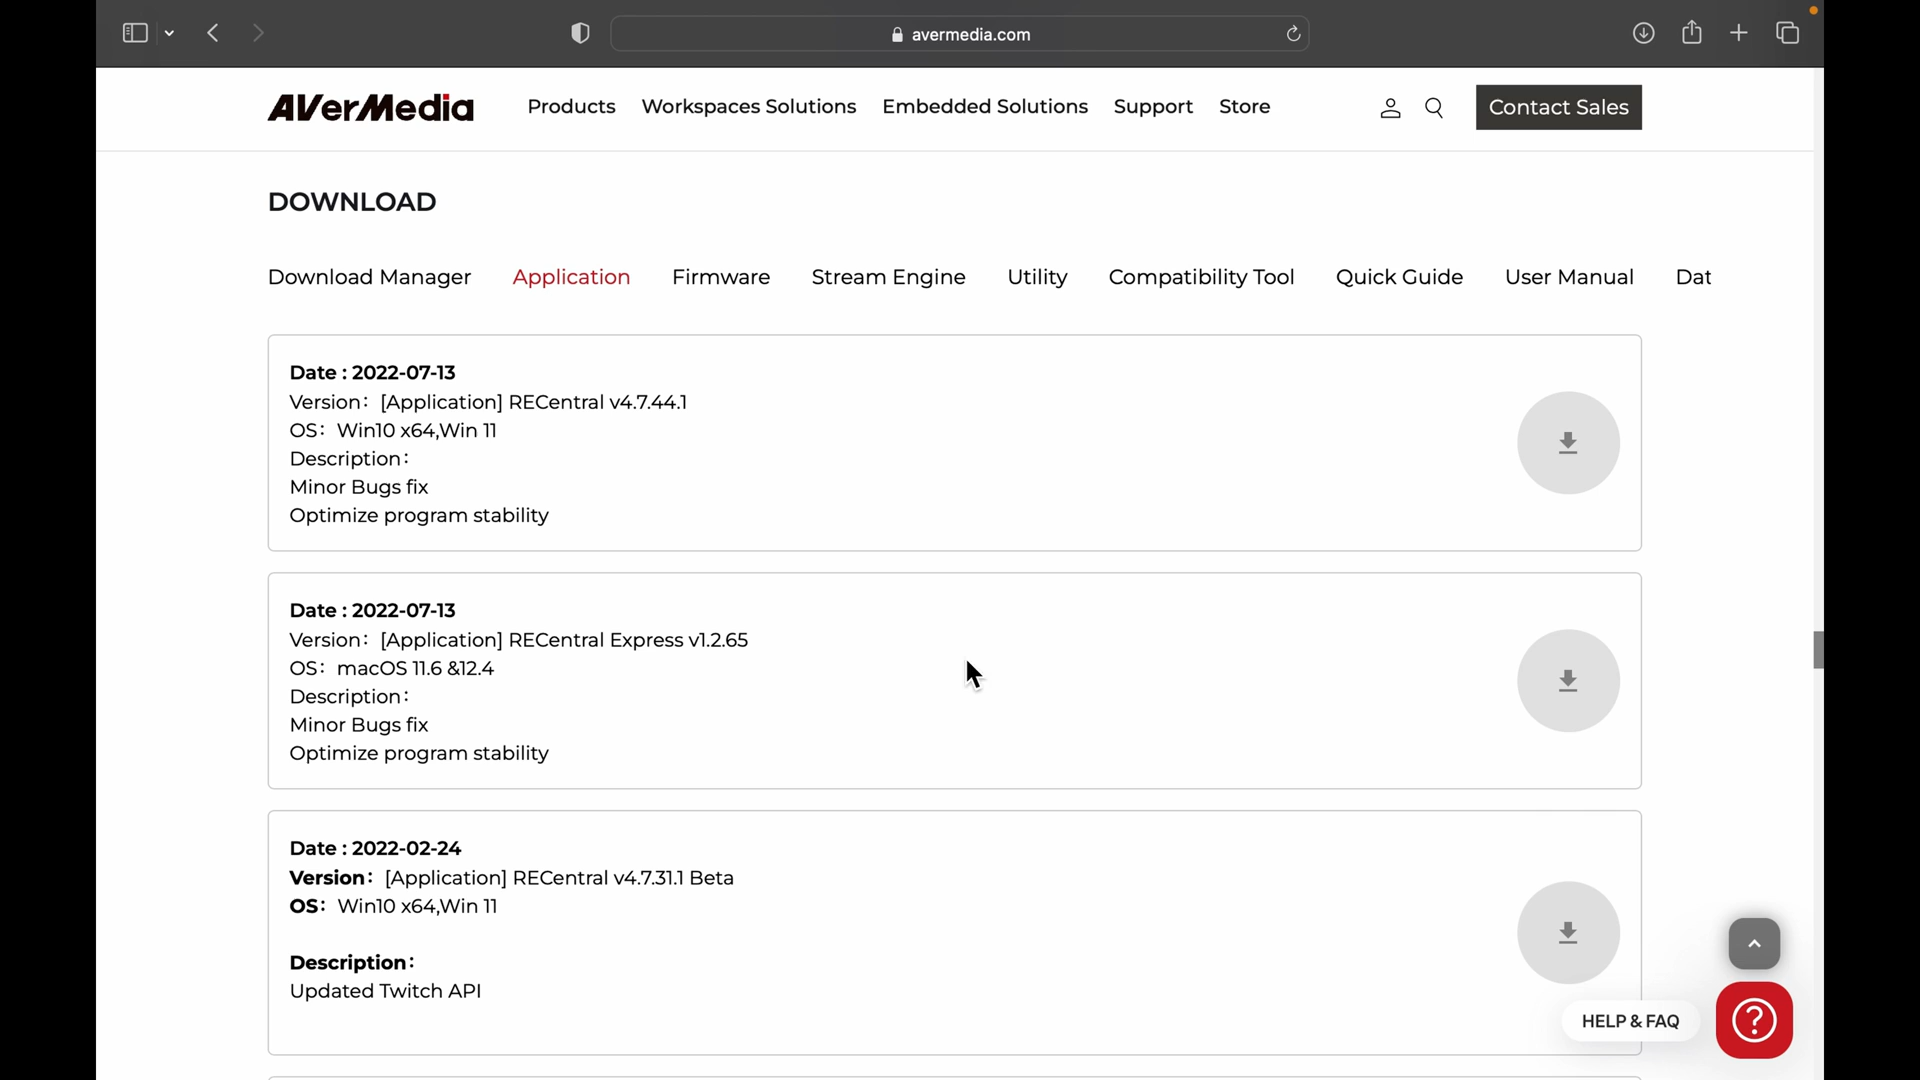 avermedia.com
AVerMedia
Products
Workspaces Solutions
Embedded Solutions
Support
Store
Contact Sales
DOWNLOAD
Download Manager
Application
Firmware
Stream Engine
Utility
Compatibility Tool
Quick Guide
User Manual
Dat
Date : 2022-07-13
Version： [Application] RECentral v4.7.44.1
OS： Win10 x64,Win 11
Description：
Minor Bugs fix
Optimize program stability
Date : 2022-07-13
Version： [Application] RECentral Express v1.2.65
OS： macOS 11.6 &12.4
Description：
Minor Bugs fix
Optimize program stability
Date : 2022-02-24
Version： [Application] RECentral v4.7.31.1 Beta
OS： Win10 x64,Win 11
Description：
Updated Twitch API
HELP & FAQ